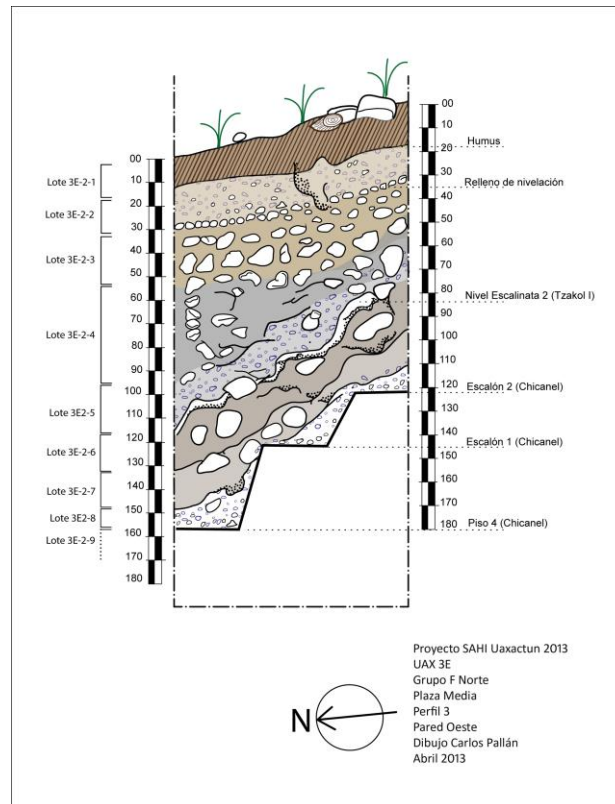 00
10
20
30
40
50
60
70
80
90
100
110
120
130
140
150
160
170
180
Lote 3E-2-1
Lote 3E-2-2
Lote 3E-2-3
Lote 3E-2-4
Lote 3E2-5
Lote 3E-2-6
Lote 3E-2-7
Lote 3E2-8
Lote 3E-2-9
00
10
20
30
40
50
60
70
80
90
100
110
120
130
140
150
160
170
180
Humus
Relleno de nivelación
Nivel Escalinata 2 (Tzakol I)
Escalón 2 (Chicanel)
Escalón 1 (Chicanel)
Piso 4 (Chicanel)
N
Proyecto SAHI Uaxactun 2013
UAX 3E
Grupo F Norte
Plaza Media
Perfil 3
Pared Oeste
Dibujo Carlos Pallán
Abril 2013